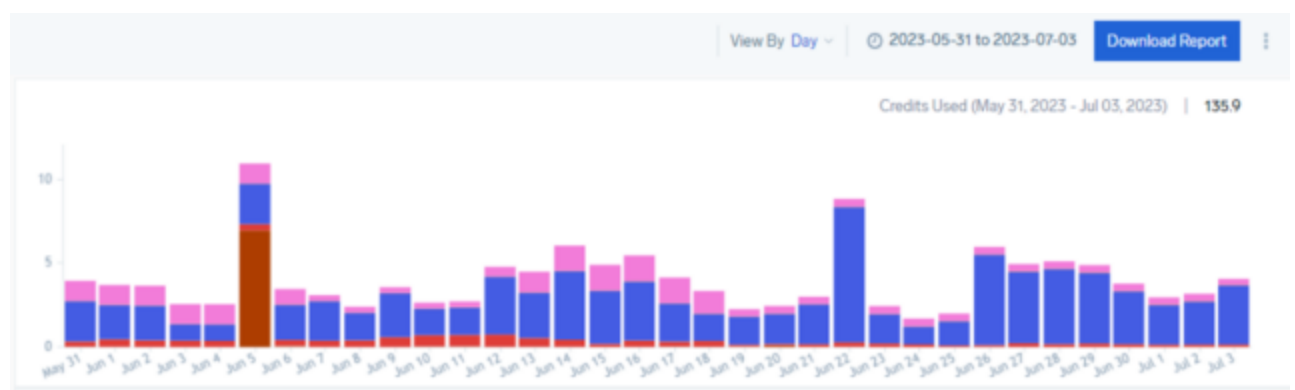 View By Day 2023-05-31 to 2023-07-03 Download Report
Credits Used (May 31, 2023 - Jul 03, 2023) | 135.9
10
5
0
May 31 Jun 1 Jun 2 Jun 3 Jun 4 Jun 5 Jun 6 Jun 7 Jun 8 Jun 9 Jun 10 Jun 11 Jun 12 Jun 13 Jun 14 Jun 15 Jun 16 Jun 17 Jun 18 Jun 19 Jun 20 Jun 21 Jun 22 Jun 23 Jun 24 Jun 25 Jun 26 Jun 27 Jun 28 Jun 29 Jun 30 Jul 1 Jul 2 Jul 3